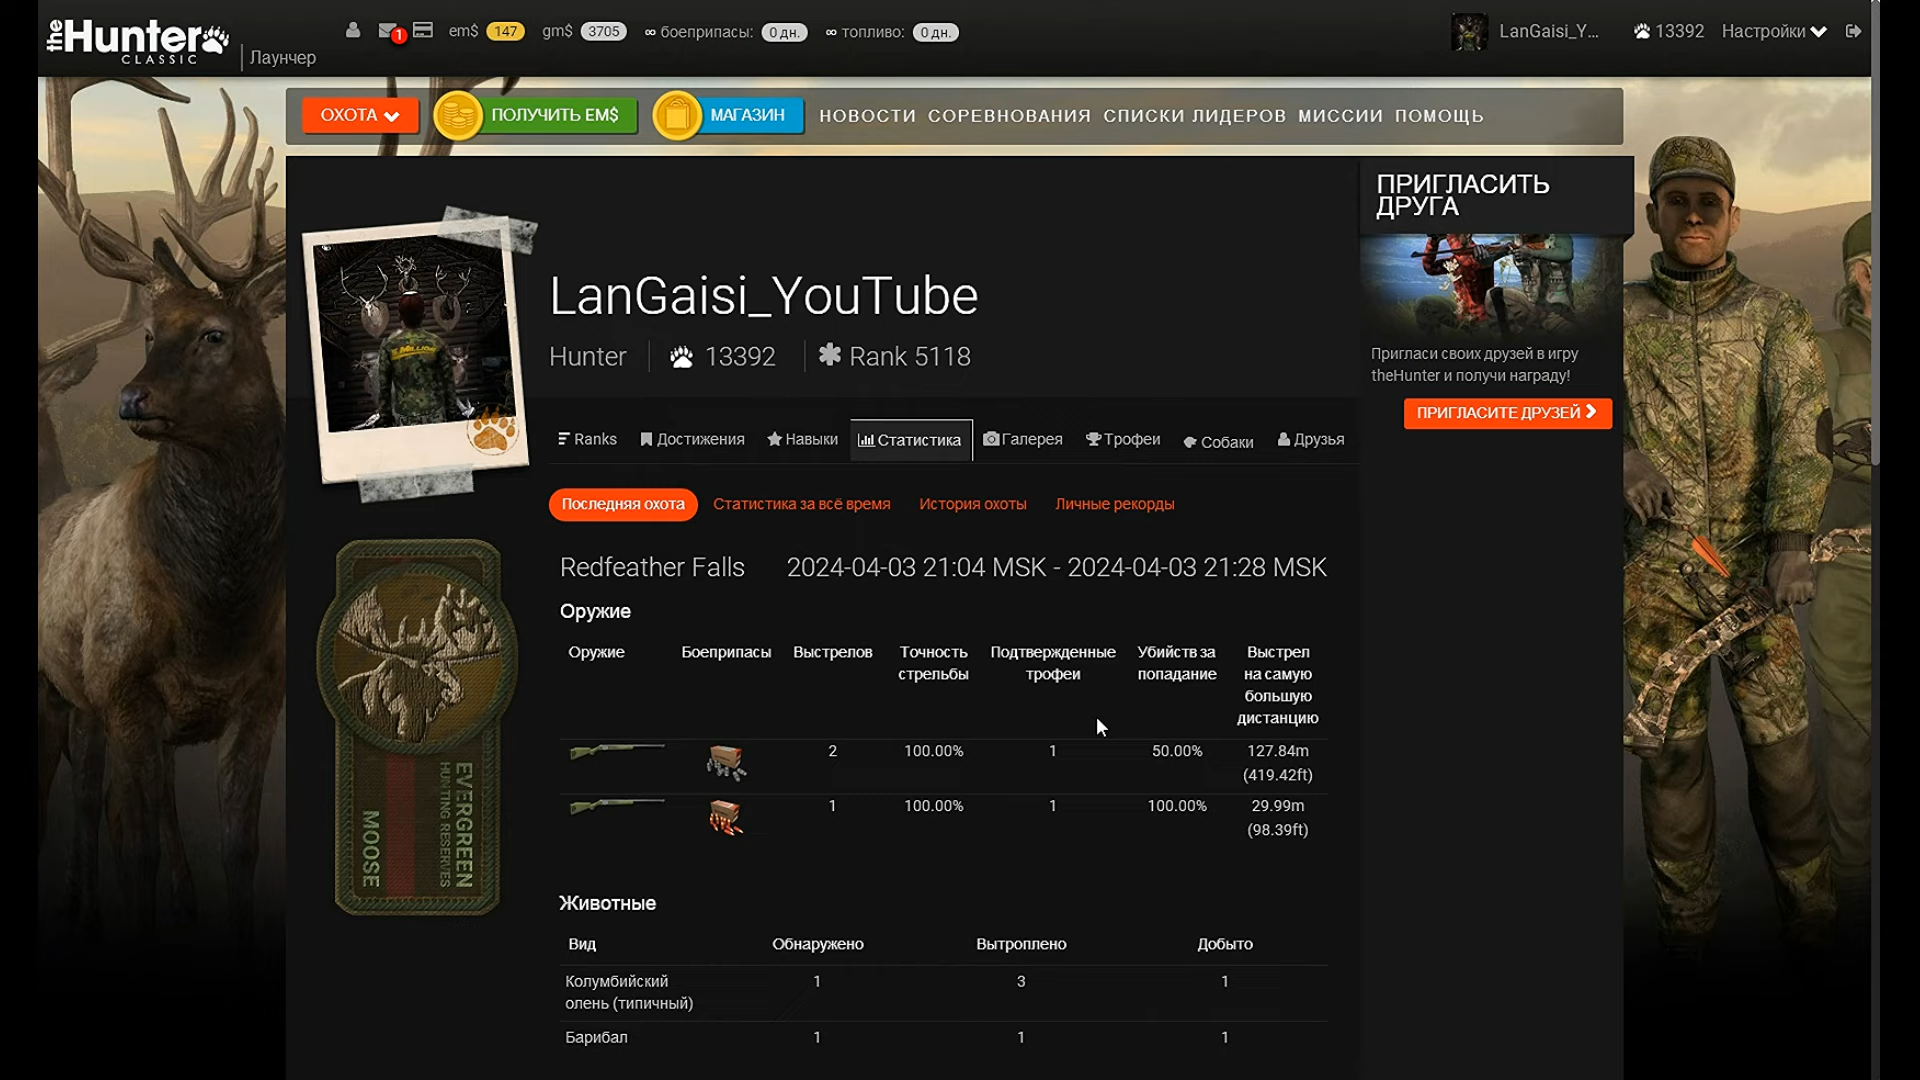 theHunter CLASSIC
Лаунчер
1
em$ 147
gm$ 3705
∞ боеприпасы: 0 дн.
∞ топливо: 0 дн.
LanGaisi_Y...
13392
Настройки
ОХОТА
ПОЛУЧИТЬ EM$
МАГАЗИН
НОВОСТИ
СОРЕВНОВАНИЯ
СПИСКИ ЛИДЕРОВ
МИССИИ
ПОМОЩЬ
LanGaisi_YouTube
Hunter
13392
Rank 5118
Ranks
Достижения
Навыки
Статистика
Галерея
Трофеи
Собаки
Друзья
Последняя охота
Статистика за всё время
История охоты
Личные рекорды
Redfeather Falls
2024-04-03 21:04 MSK - 2024-04-03 21:28 MSK
Оружие
Оружие
Боеприпасы
Выстрелов
Точность
стрельбы
Подтвержденные
трофеи
Убийств за
попадание
Выстрел
на самую
большую
дистанцию
2
100.00%
1
50.00%
127.84m
(419.42ft)
1
100.00%
1
100.00%
29.99m
(98.39ft)
Животные
Вид
Обнаружено
Вытроплено
Добыто
Колумбийский
олень (типичный)
1
3
1
Барибал
1
1
1
EVERGREEN
HUNTING RESERVES
MOOSE
ПРИГЛАСИТЬ
ДРУГА
Пригласи своих друзей в игру
theHunter и получи награду!
ПРИГЛАСИТЕ ДРУЗЕЙ